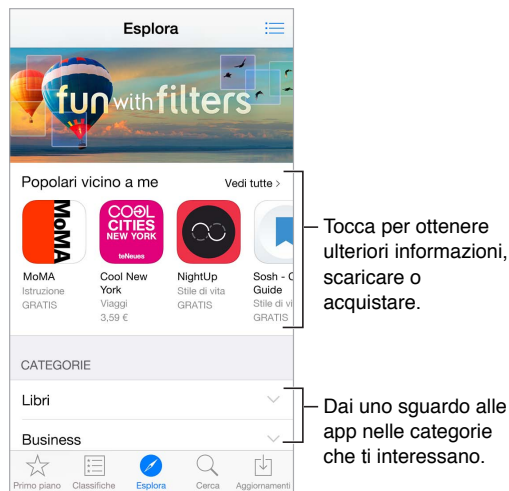 Esplora
fun with filters
Popolari vicino a me
Vedi tutte >
MoMA
COOL
CITIES
NEW YORK
teNeues
MoMA
Istruzione
GRATIS
Cool New
York
Viaggi
3,59 €
NightUp
Stile di vita
GRATIS
Sosh - C
Guide
Stile di vi
GRATIS
Tocca per ottenere
ulteriori informazioni,
scaricare o
acquistare.
CATEGORIE
Libri
Business
Dai uno sguardo alle
app nelle categorie
che ti interessano.
Primo piano
Classifiche
Esplora
Cerca
Aggiornamenti